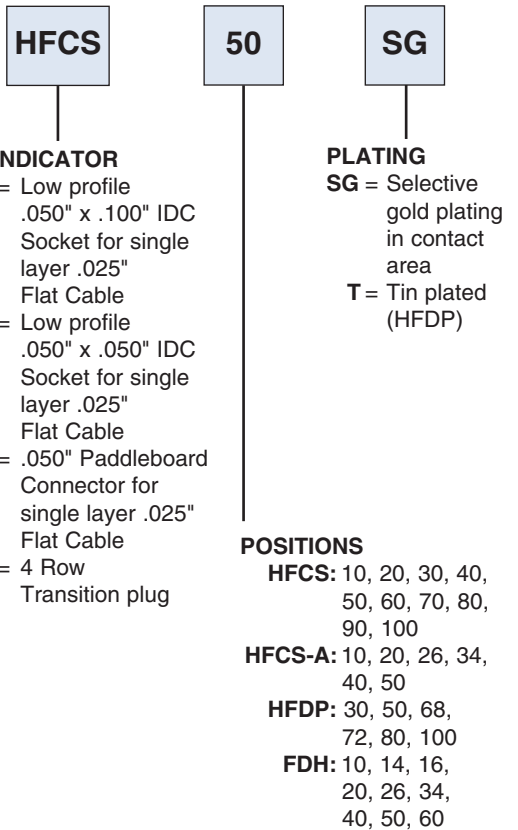 HFCS 50 SG
NDICATOR
= Low profile
.050" x .100" IDC
Socket for single
layer .025"
Flat Cable
= Low profile
.050" x .050" IDC
Socket for single
layer .025"
Flat Cable
= .050" Paddleboard
Connector for
single layer .025"
Flat Cable
= 4 Row
Transition plug
PLATING
SG = Selective
gold plating
in contact
area
T = Tin plated
(HFDP)
POSITIONS
HFCS: 10, 20, 30, 40,
50, 60, 70, 80,
90, 100
HFCS-A: 10, 20, 26, 34,
40, 50
HFDP: 30, 50, 68,
72, 80, 100
FDH: 10, 14, 16,
20, 26, 34,
40, 50, 60